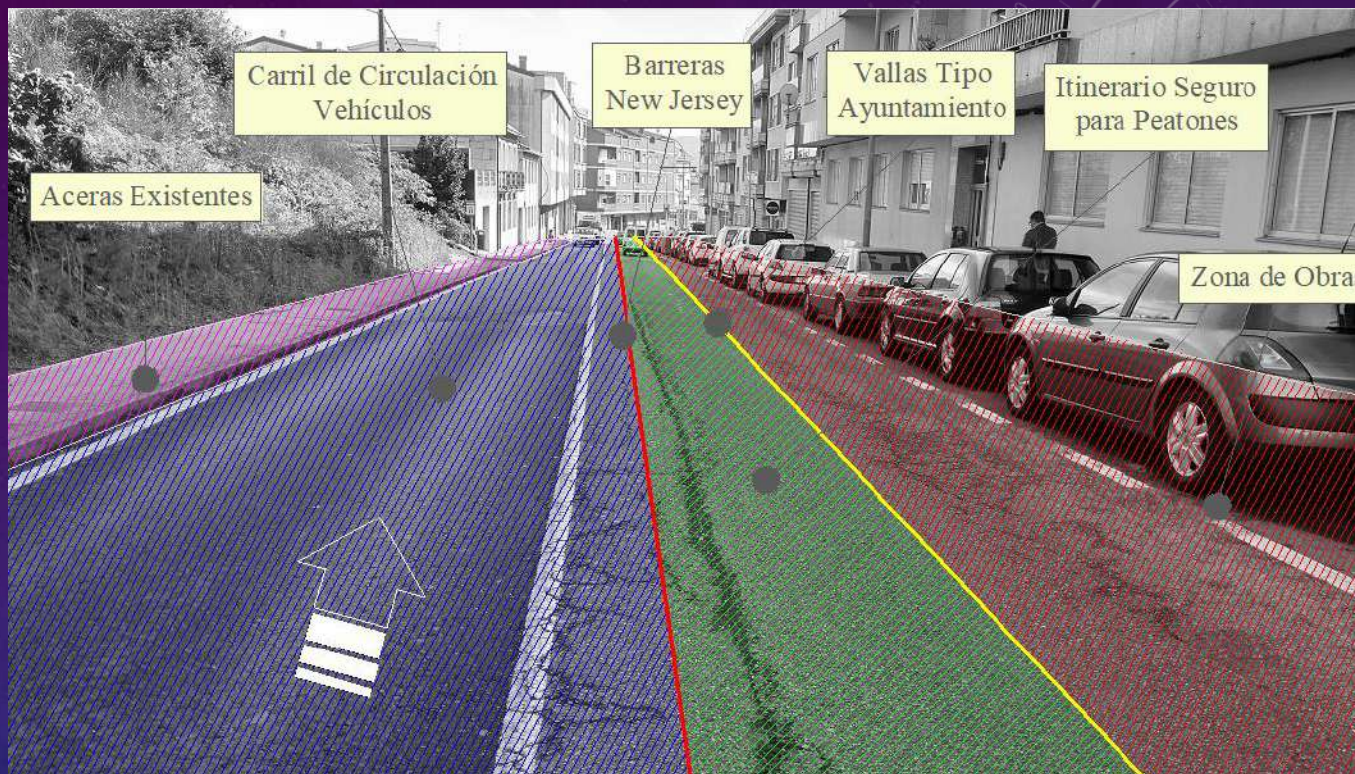 Carril de Circulación
Vehículos
Barreras
New Jersey
Vallas Tipo
Ayuntamiento
Itinerario Seguro
para Peatones
Aceras Existentes
Zona de Obra